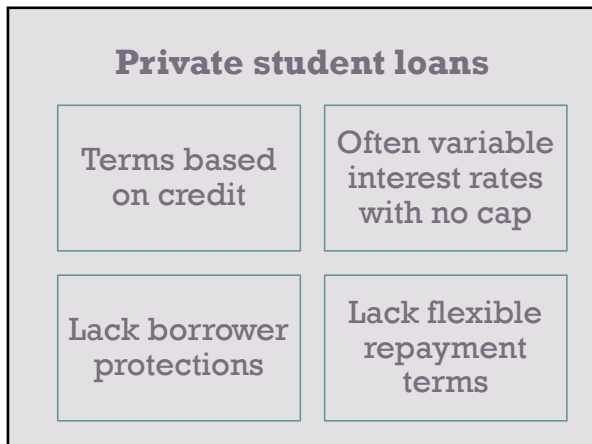 Private student loans
Terms based
on credit
Often variable
interest rates
with no cap
Lack borrower
protections
Lack flexible
repayment
terms